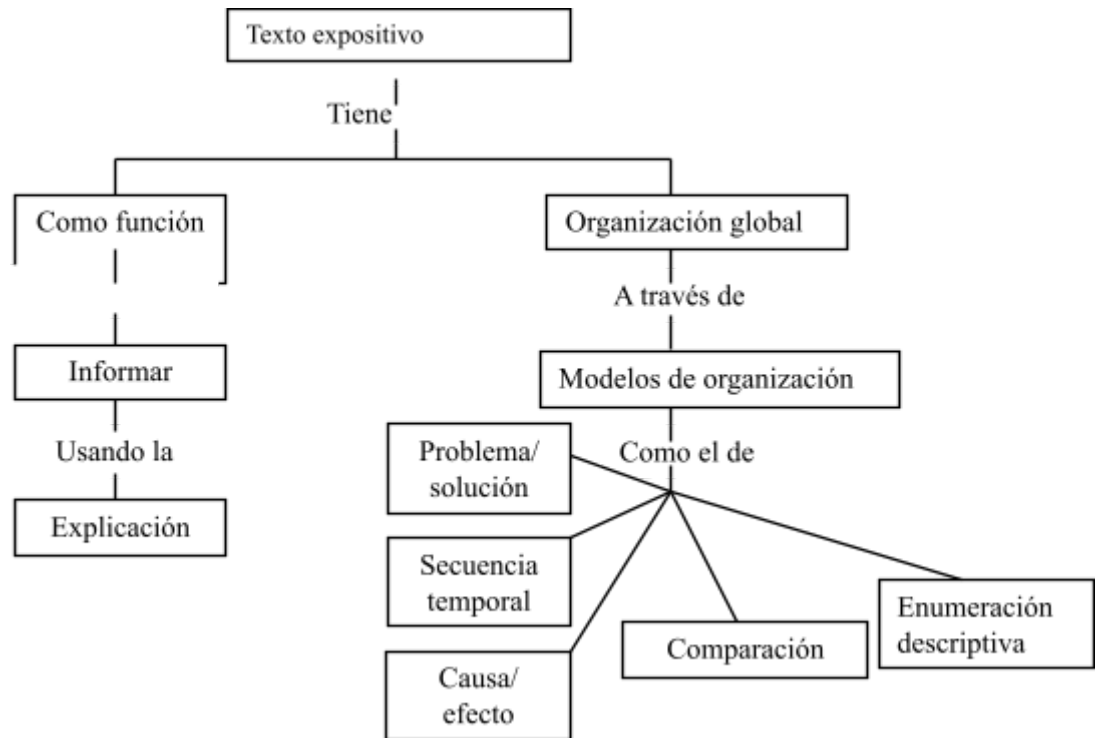 Texto expositivo
Tiene
Como función
Organización global
A través de
Informar
Modelos de organización
Usando la
Como el de
Problema/
solución
Explicación
Secuencia
temporal
Enumeración
descriptiva
Comparación
Causa/
efecto